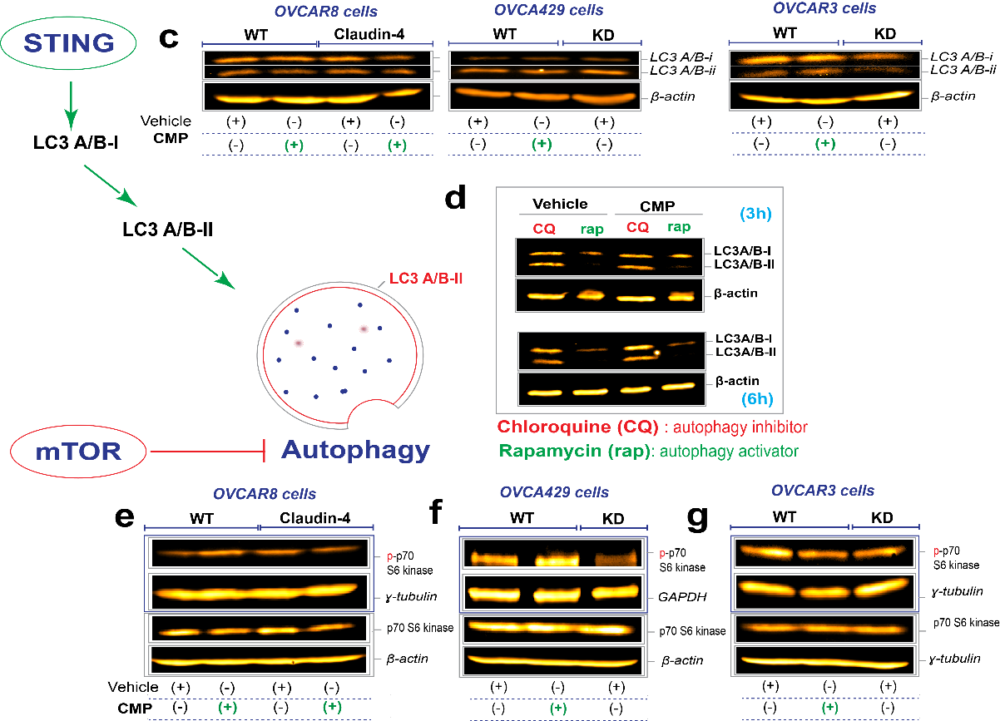 OVCAR8 cells
OVCA429 cells
OVCAR3 cells
STING
c
WT Claudin-4
WT KD
WT KD
LC3 A/B-i
LC3 A/B-ii
β-actin
LC3 A/B-i
LC3 A/B-ii
β-actin
Vehicle (+) (-) (+) (-) (+) (-) (+) (+) (-) (+)
CMP (-) (+) (-) (+) (-) (+) (-) (-) (+) (-)
LC3 A/B-I
LC3 A/B-II
LC3 A/B-II
d
Vehicle CMP
(3h)
CQ rap CQ rap
LC3A/B-I
LC3A/B-II
β-actin
LC3A/B-I
LC3A/B-II
β-actin
(6h)
Chloroquine (CQ) : autophagy inhibitor
Rapamycin (rap): autophagy activator
mTOR
Autophagy
e
OVCAR8 cells
WT Claudin-4
p-p70
S6 kinase
ɣ-tubulin
p70 S6 kinase
β-actin
Vehicle (+) (-) (+) (-)
CMP (-) (+) (-) (+)
f
OVCA429 cells
WT KD
p-p70
S6 kinase
GAPDH
p70 S6 kinase
β-actin
(+) (-) (+)
(-) (+) (-)
g
OVCAR3 cells
WT KD
p-p70
S6 kinase
ɣ-tubulin
p70 S6 kinase
ɣ-tubulin
(+) (-) (+)
(-) (+) (-)